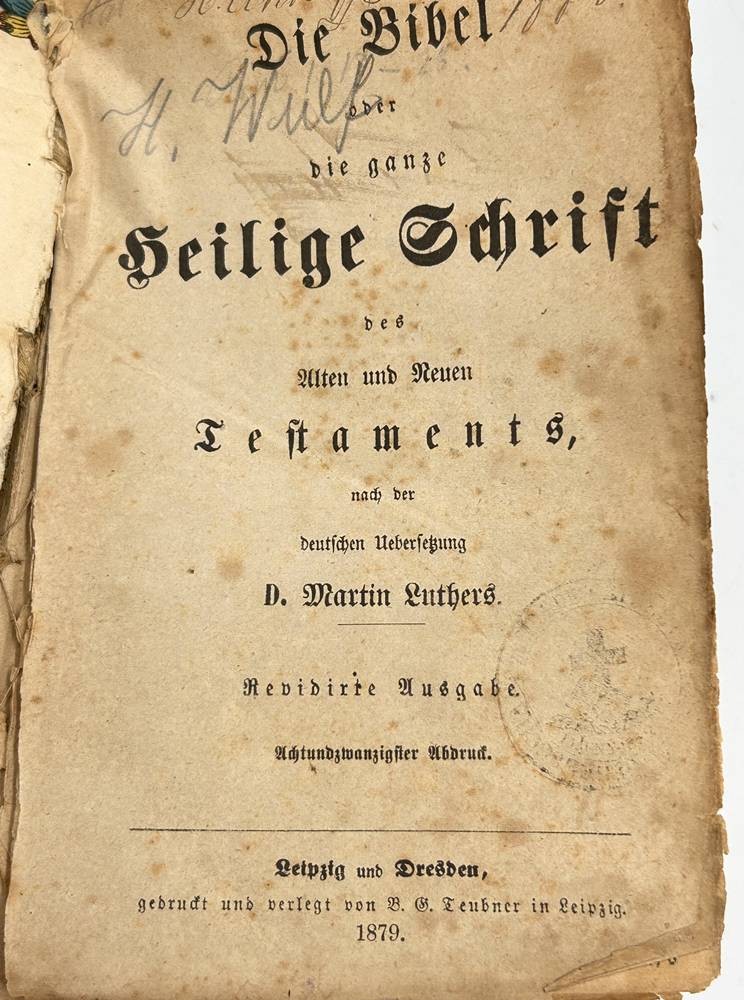 Die Bibel
H. Wulf
oder
die ganze
Heilige Schrift
des
Alten und Neuen
Testaments,
nach der
deutschen Uebersetzung
D. Martin Luthers.
Revidirte Ausgabe.
Achtundzwanzigster Abdruck.
Leipzig und Dresden,
gedruckt und verlegt von B. G. Teubner in Leipzig.
1879.